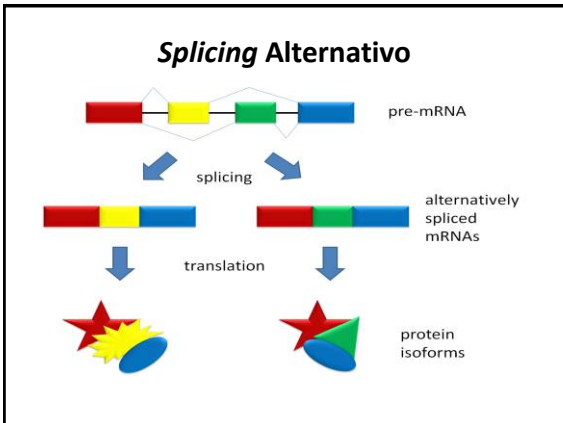 Splicing Alternativo
pre-mRNA
splicing
alternatively
spliced
mRNAs
translation
protein
isoforms